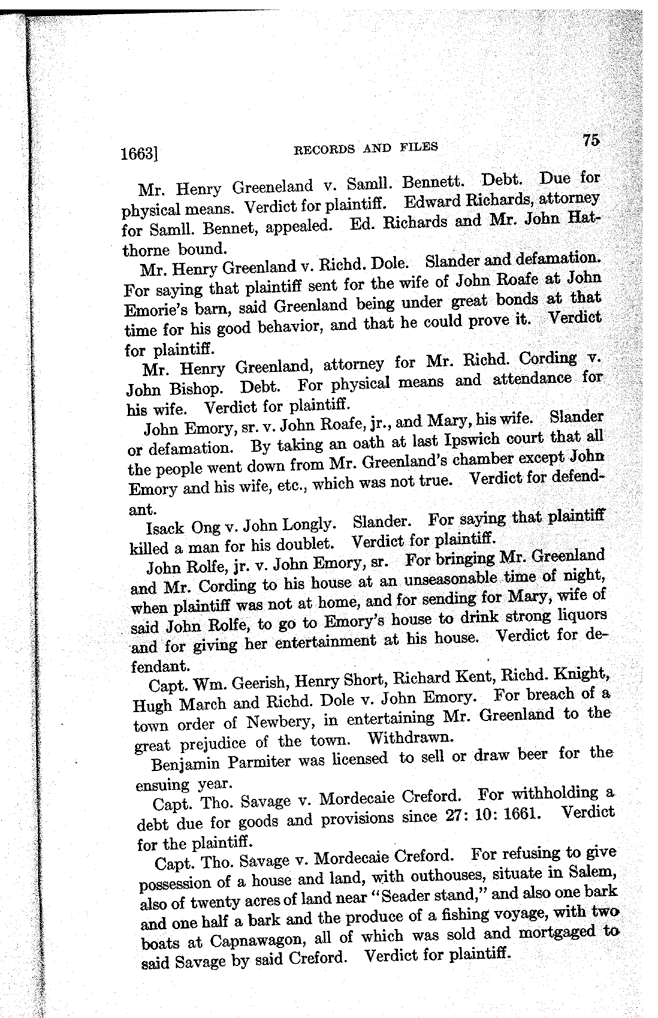 1663] RECORDS AND FILES 75
Mr. Henry Greeneland v. Samll. Bennett. Debt. Due for
physical means. Verdict for plaintiff. Edward Richards, attorney
for Samll. Bennet, appealed. Ed. Richards and Mr. John Hat-
thorne bound.
Mr. Henry Greenland v. Richd. Dole. Slander and defamation.
For saying that plaintiff sent for the wife of John Roafe at John
Emorie's barn, said Greenland being under great bonds at that
time for his good behavior, and that he could prove it. Verdict
for plaintiff.
Mr. Henry Greenland, attorney for Mr. Richd. Cording v.
John Bishop. Debt. For physical means and attendance for
his wife. Verdict for plaintiff.
John Emory, sr. v. John Roafe, jr., and Mary, his wife. Slander
or defamation. By taking an oath at last Ipswich court that all
the people went down from Mr. Greenland's chamber except John
Emory and his wife, etc., which was not true. Verdict for defend-
ant.
Isack Ong v. John Longly. Slander. For saying that plaintiff
killed a man for his doublet. Verdict for plaintiff.
John Rolfe, jr. v. John Emory, sr. For bringing Mr. Greenland
and Mr. Cording to his house at an unseasonable time of night,
when plaintiff was not at home, and for sending for Mary, wife of
said John Rolfe, to go to Emory's house to drink strong liquors
and for giving her entertainment at his house. Verdict for de-
fendant.
Capt. Wm. Geerish, Henry Short, Richard Kent, Richd. Knight,
Hugh March and Richd. Dole v. John Emory. For breach of a
town order of Newbery, in entertaining Mr. Greenland to the
great prejudice of the town. Withdrawn.
Benjamin Parmiter was licensed to sell or draw beer for the
ensuing year.
Capt. Tho. Savage v. Mordecaie Creford. For withholding a
debt due for goods and provisions since 27: 10: 1661. Verdict
for the plaintiff.
Capt. Tho. Savage v. Mordecaie Creford. For refusing to give
possession of a house and land, with outhouses, situate in Salem,
also of twenty acres of land near "Seader stand," and also one bark
and one half a bark and the produce of a fishing voyage, with two
boats at Capnawagon, all of which was sold and mortgaged to
said Savage by said Creford. Verdict for plaintiff.